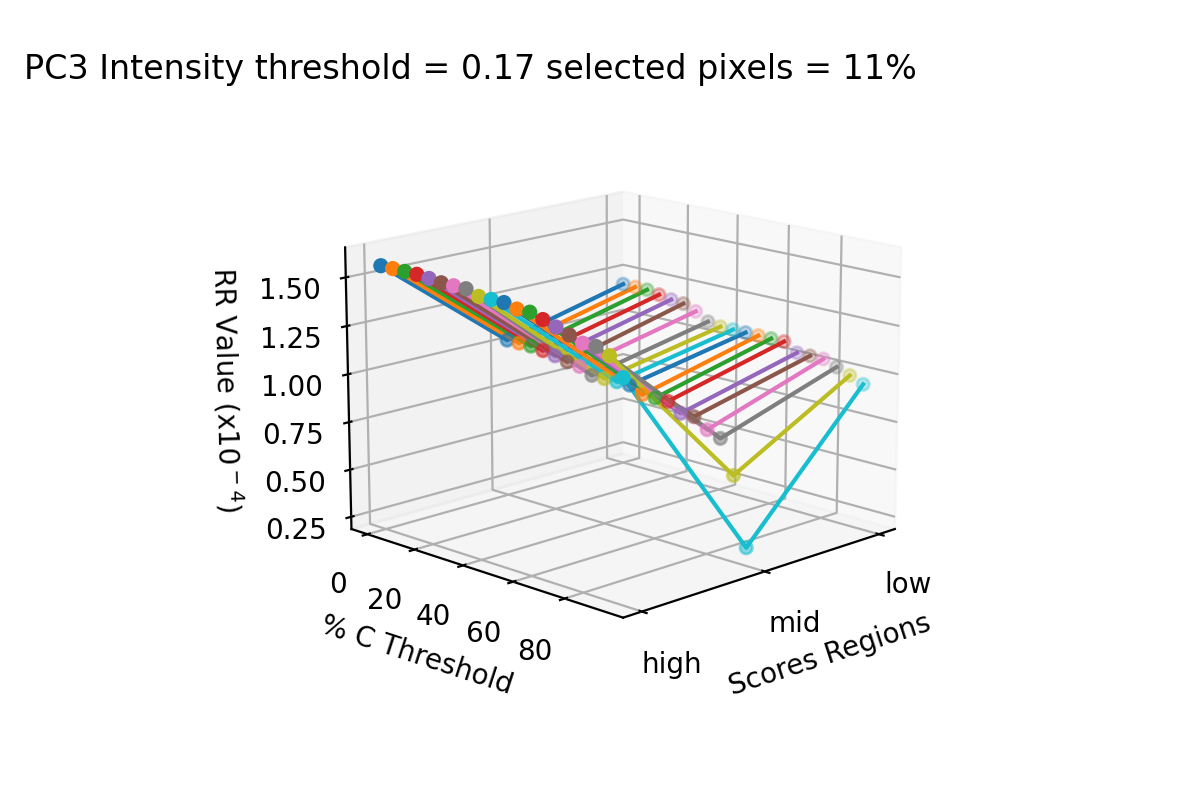 PC3 Intensity threshold = 0.17 selected pixels = 11%
RR Value (x10⁻⁴)
1.50
1.25
1.00
0.75
0.50
0.25
0
20
40
60
80
% C Threshold
high
mid
low
Scores Regions